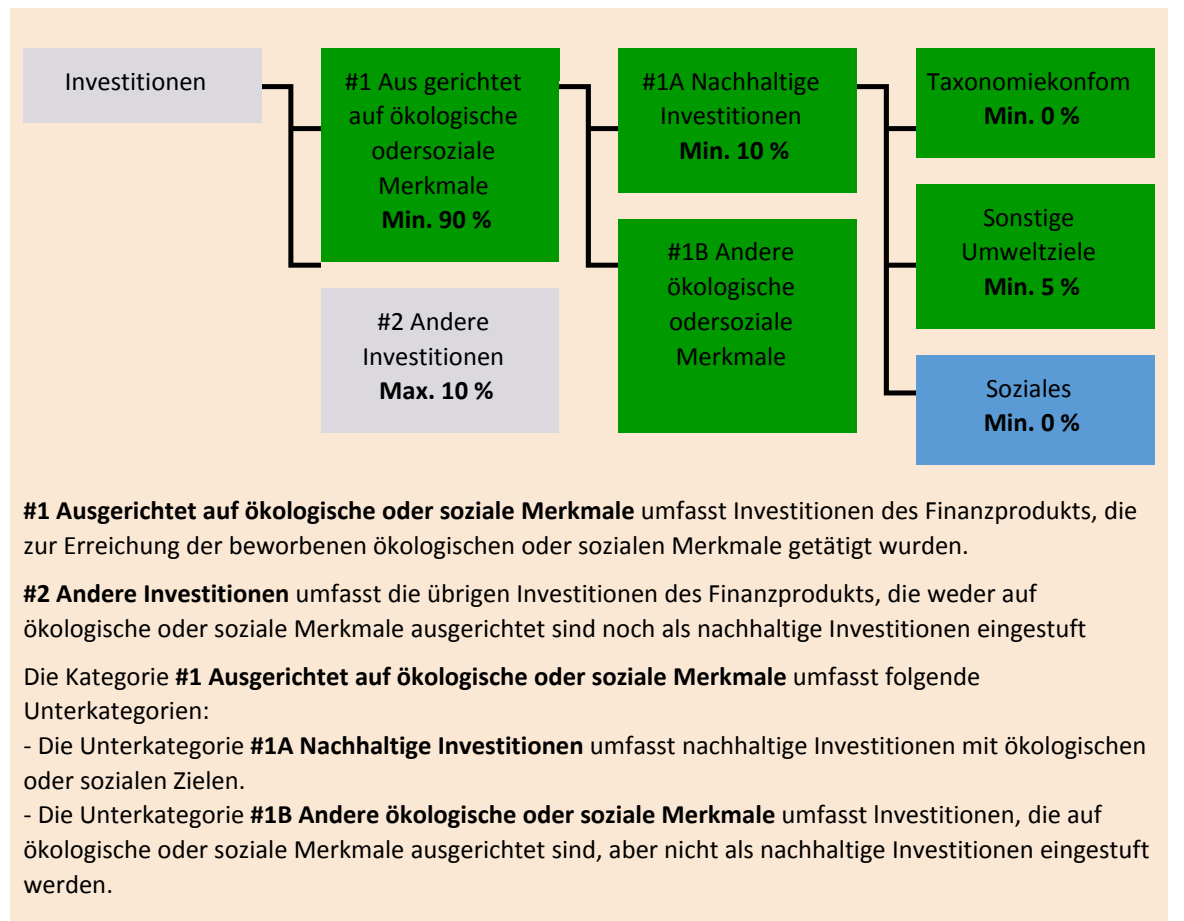 Investitionen
#1 Aus gerichtet
auf ökologische
odersoziale
Merkmale
Min. 90 %
#2 Andere
Investitionen
Max. 10 %
#1A Nachhaltige
Investitionen
Min. 10 %
#1B Andere
ökologische
odersoziale
Merkmale
Taxonomiekonfom
Min. 0 %
Sonstige
Umweltziele
Min. 5 %
Soziales
Min. 0 %
#1 Ausgerichtet auf ökologische oder soziale Merkmale umfasst Investitionen des Finanzprodukts, die
zur Erreichung der beworbenen ökologischen oder sozialen Merkmale getätigt wurden.
#2 Andere Investitionen umfasst die übrigen Investitionen des Finanzprodukts, die weder auf
ökologische oder soziale Merkmale ausgerichtet sind noch als nachhaltige Investitionen eingestuft
Die Kategorie #1 Ausgerichtet auf ökologische oder soziale Merkmale umfasst folgende
Unterkategorien:
- Die Unterkategorie #1A Nachhaltige Investitionen umfasst nachhaltige Investitionen mit ökologischen
oder sozialen Zielen.
- Die Unterkategorie #1B Andere ökologische oder soziale Merkmale umfasst lnvestitionen, die auf
ökologische oder soziale Merkmale ausgerichtet sind, aber nicht als nachhaltige Investitionen eingestuft
werden.